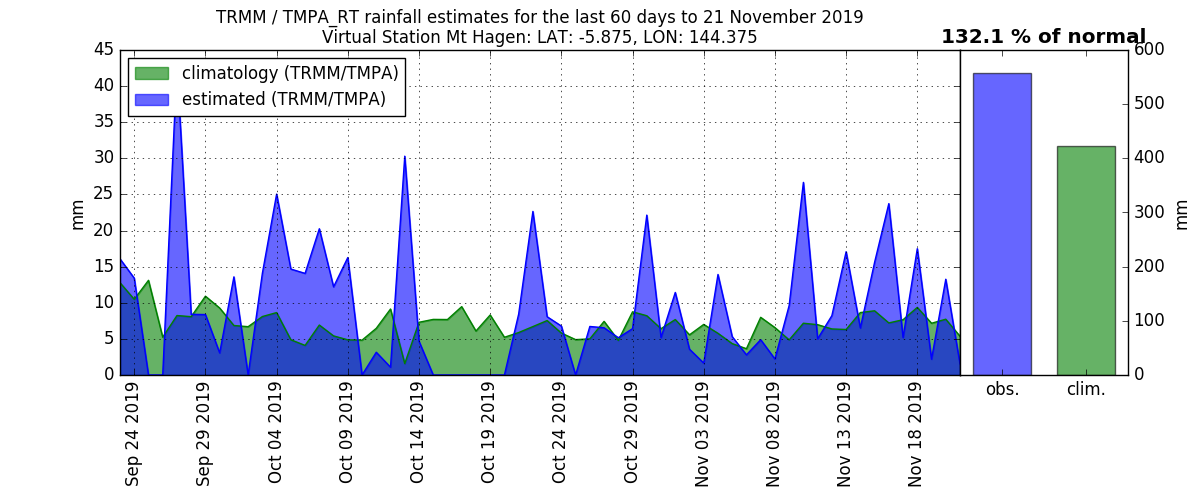 TRMM / TMPA_RT rainfall estimates for the last 60 days to 21 November 2019
Virtual Station Mt Hagen: LAT: -5.875, LON: 144.375
132.1 % of normal
climatology (TRMM/TMPA)
estimated (TRMM/TMPA)
45
40
35
30
25
20
15
10
5
0
mm
Sep 24 2019
Sep 29 2019
Oct 04 2019
Oct 09 2019
Oct 14 2019
Oct 19 2019
Oct 24 2019
Oct 29 2019
Nov 03 2019
Nov 08 2019
Nov 13 2019
Nov 18 2019
obs.
clim.
600
500
400
300
200
100
0
mm